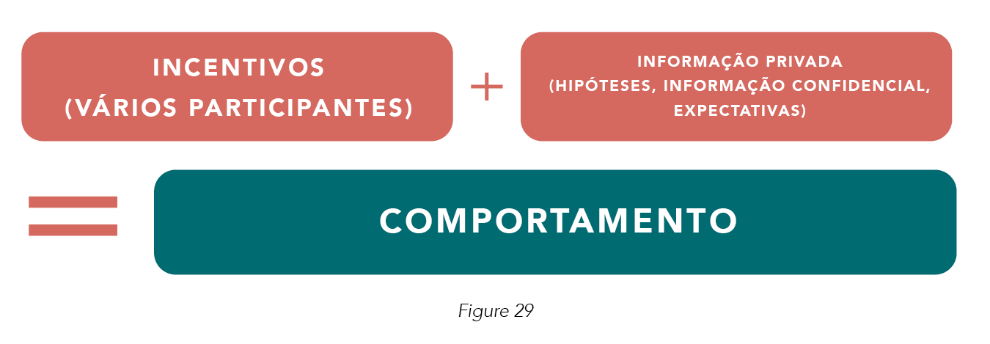 INCENTIVOS
(VÁRIOS PARTICIPANTES)
+
INFORMAÇÃO PRIVADA
(HIPÓTESES, INFORMAÇÃO CONFIDENCIAL,
EXPECTATIVAS)
=
COMPORTAMENTO
Figure 29